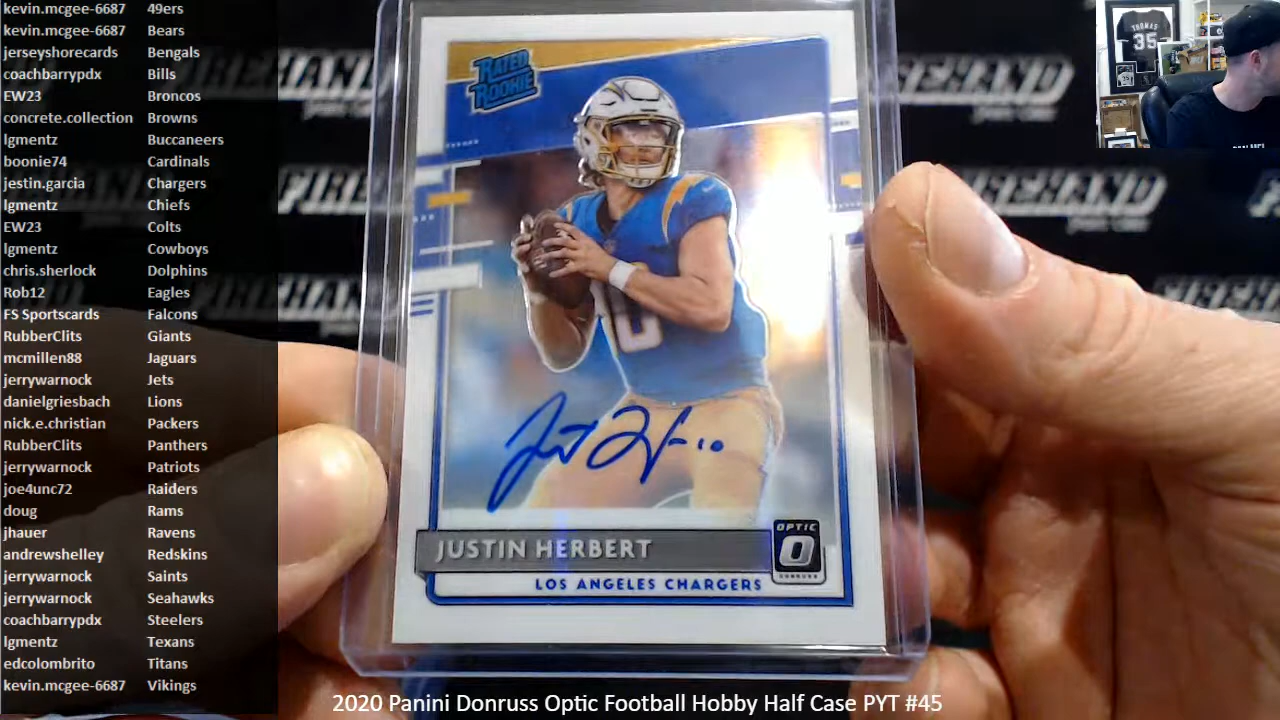 kevin.mcgee-6687 49ers
kevin.mcgee-6687 Bears
jerseyshorecards Bengals
coachbarrypdx Bills
EW23 Broncos
concrete.collection Browns
lgmentz Buccaneers
boonie74 Cardinals
jestin.garcia Chargers
lgmentz Chiefs
EW23 Colts
lgmentz Cowboys
chris.sherlock Dolphins
Rob12 Eagles
FS Sportscards Falcons
RubberClits Giants
mcmillen88 Jaguars
jerrywarnock Jets
danielgriesbach Lions
nick.e.christian Packers
RubberClits Panthers
jerrywarnock Patriots
joe4unc72 Raiders
doug Rams
jhauer Ravens
andrewshelley Redskins
jerrywarnock Saints
jerrywarnock Seahawks
coachbarrypdx Steelers
lgmentz Texans
edcolombrito Titans
kevin.mcgee-6687 Vikings
RATED
ROOKIE
10
JUSTIN HERBERT
OPTIC
O
DONRUSS
LOS ANGELES CHARGERS
THOMAS
35
2020 Panini Donruss Optic Football Hobby Half Case PYT #45